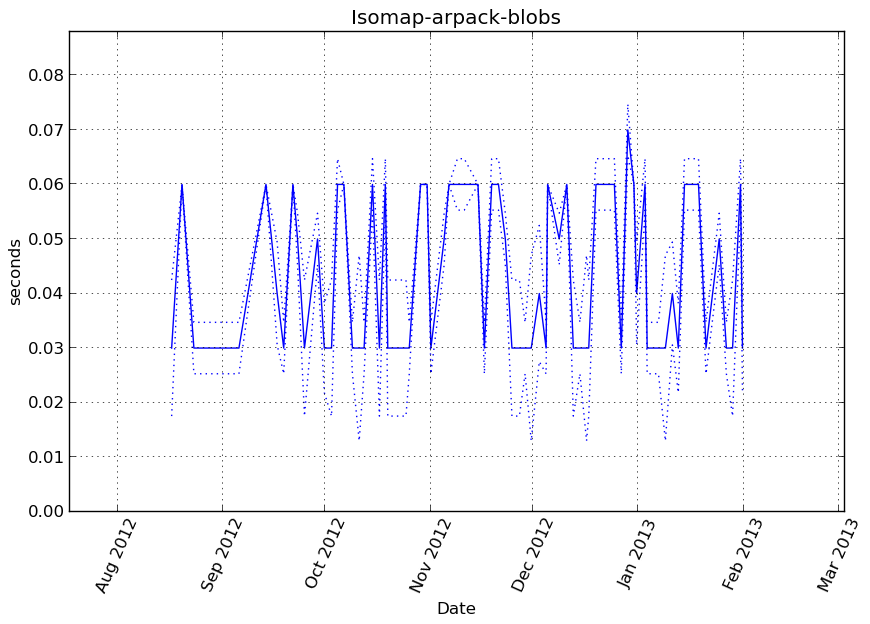 Isomap-arpack-blobs
0.08
0.07
0.06
0.05
0.04
0.03
0.02
0.01
0.00
seconds
Aug 2012
Sep 2012
Oct 2012
Nov 2012
Dec 2012
Jan 2013
Feb 2013
Mar 2013
Date